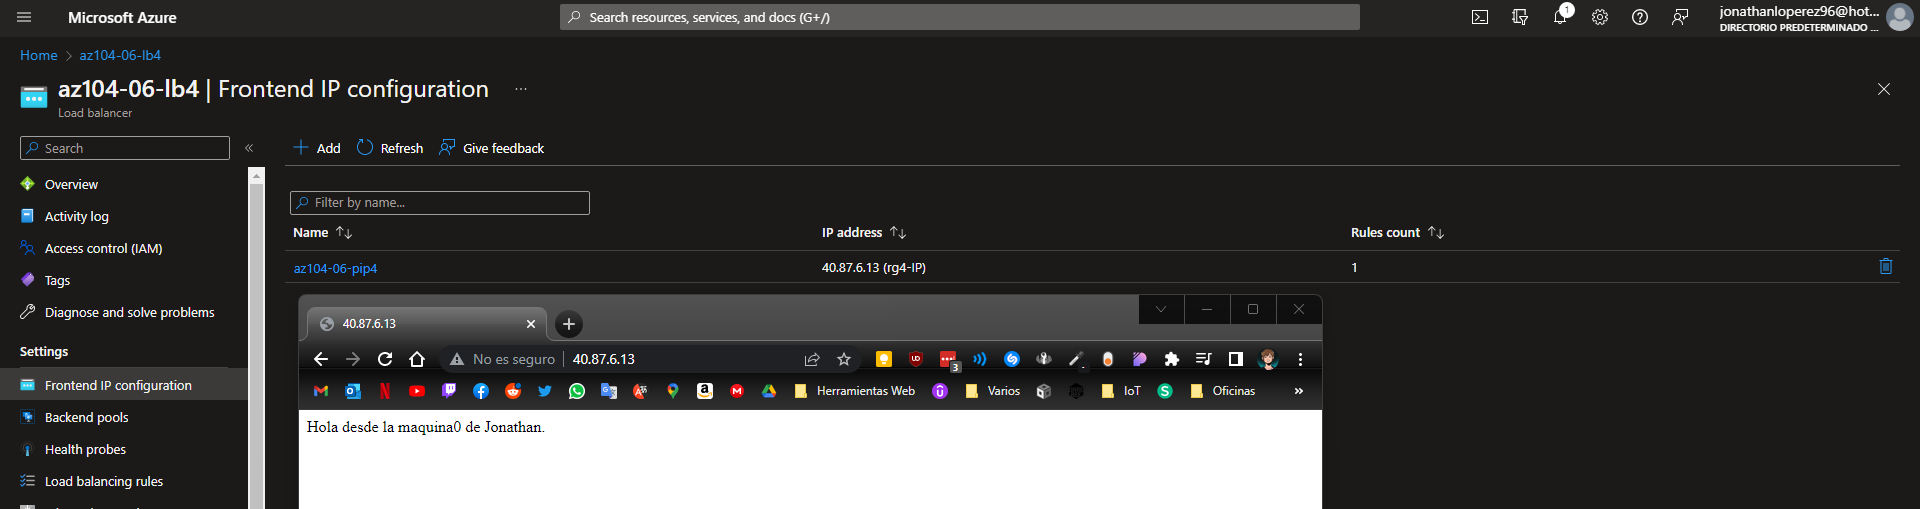 Microsoft Azure
Search resources, services, and docs (G+/)
1
jonathanloperez96@hot...
DIRECTORIO PREDETERMINADO ...
Home > az104-06-lb4
az104-06-lb4 | Frontend IP configuration ...
Load balancer
Search «
Add Refresh Give feedback
Overview
Activity log
Access control (IAM)
Tags
Diagnose and solve problems
Settings
Frontend IP configuration
Backend pools
Health probes
Load balancing rules
Filter by name...
Name IP address Rules count
az104-06-pip4 40.87.6.13 (rg4-IP) 1
40.87.6.13
No es seguro 40.87.6.13
3
Herramientas Web Varios IoT Oficinas »
Hola desde la maquina0 de Jonathan.